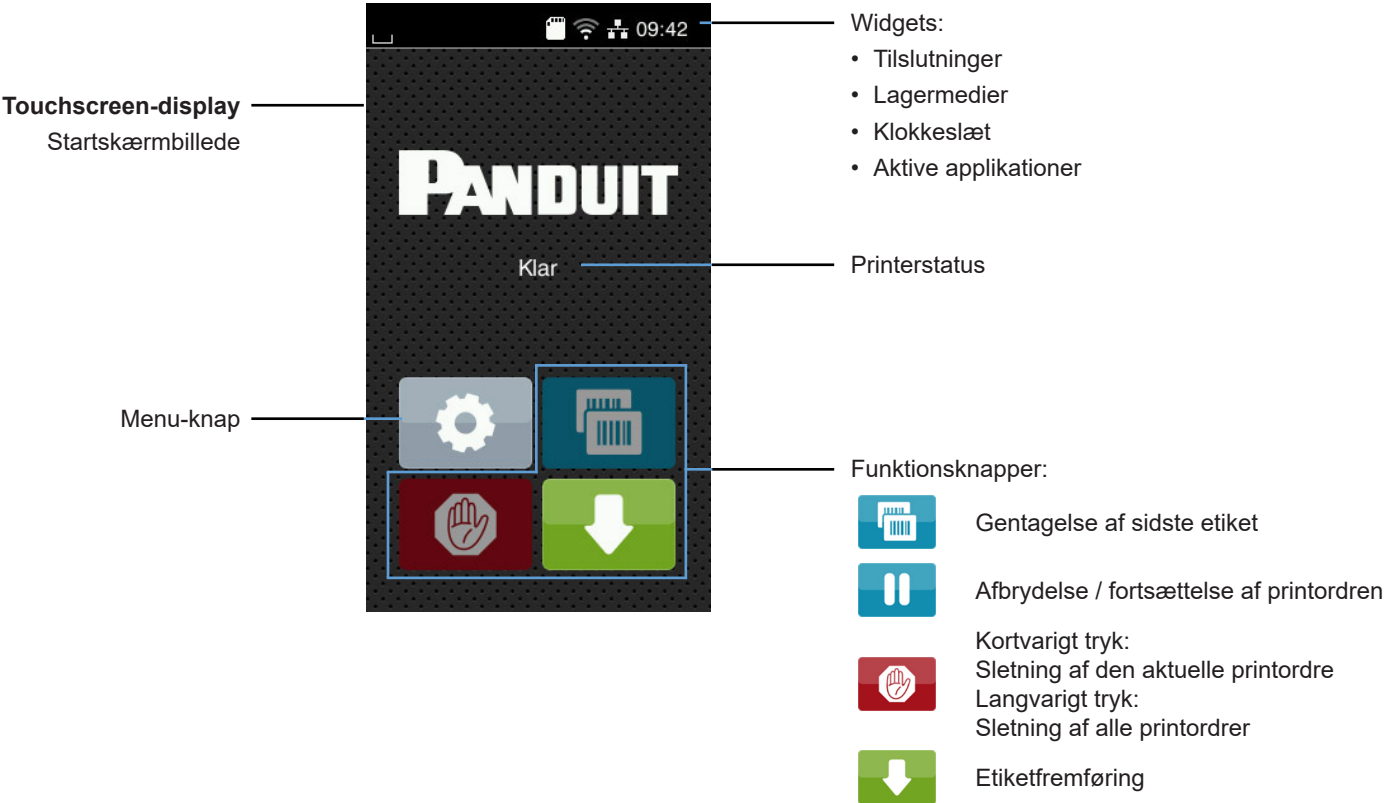 Touchscreen-display
Startskærmbillede
Menu-knap
09:42
PANDUIT
Klar
Widgets:
• Tilslutninger
• Lagermedier
• Klokkeslæt
• Aktive applikationer
Printerstatus
Funktionsknapper:
Gentagelse af sidste etiket
Afbrydelse / fortsættelse af printordren
Kortvarigt tryk:
Sletning af den aktuelle printordre
Langvarigt tryk:
Sletning af alle printordrer
Etiketfremføring